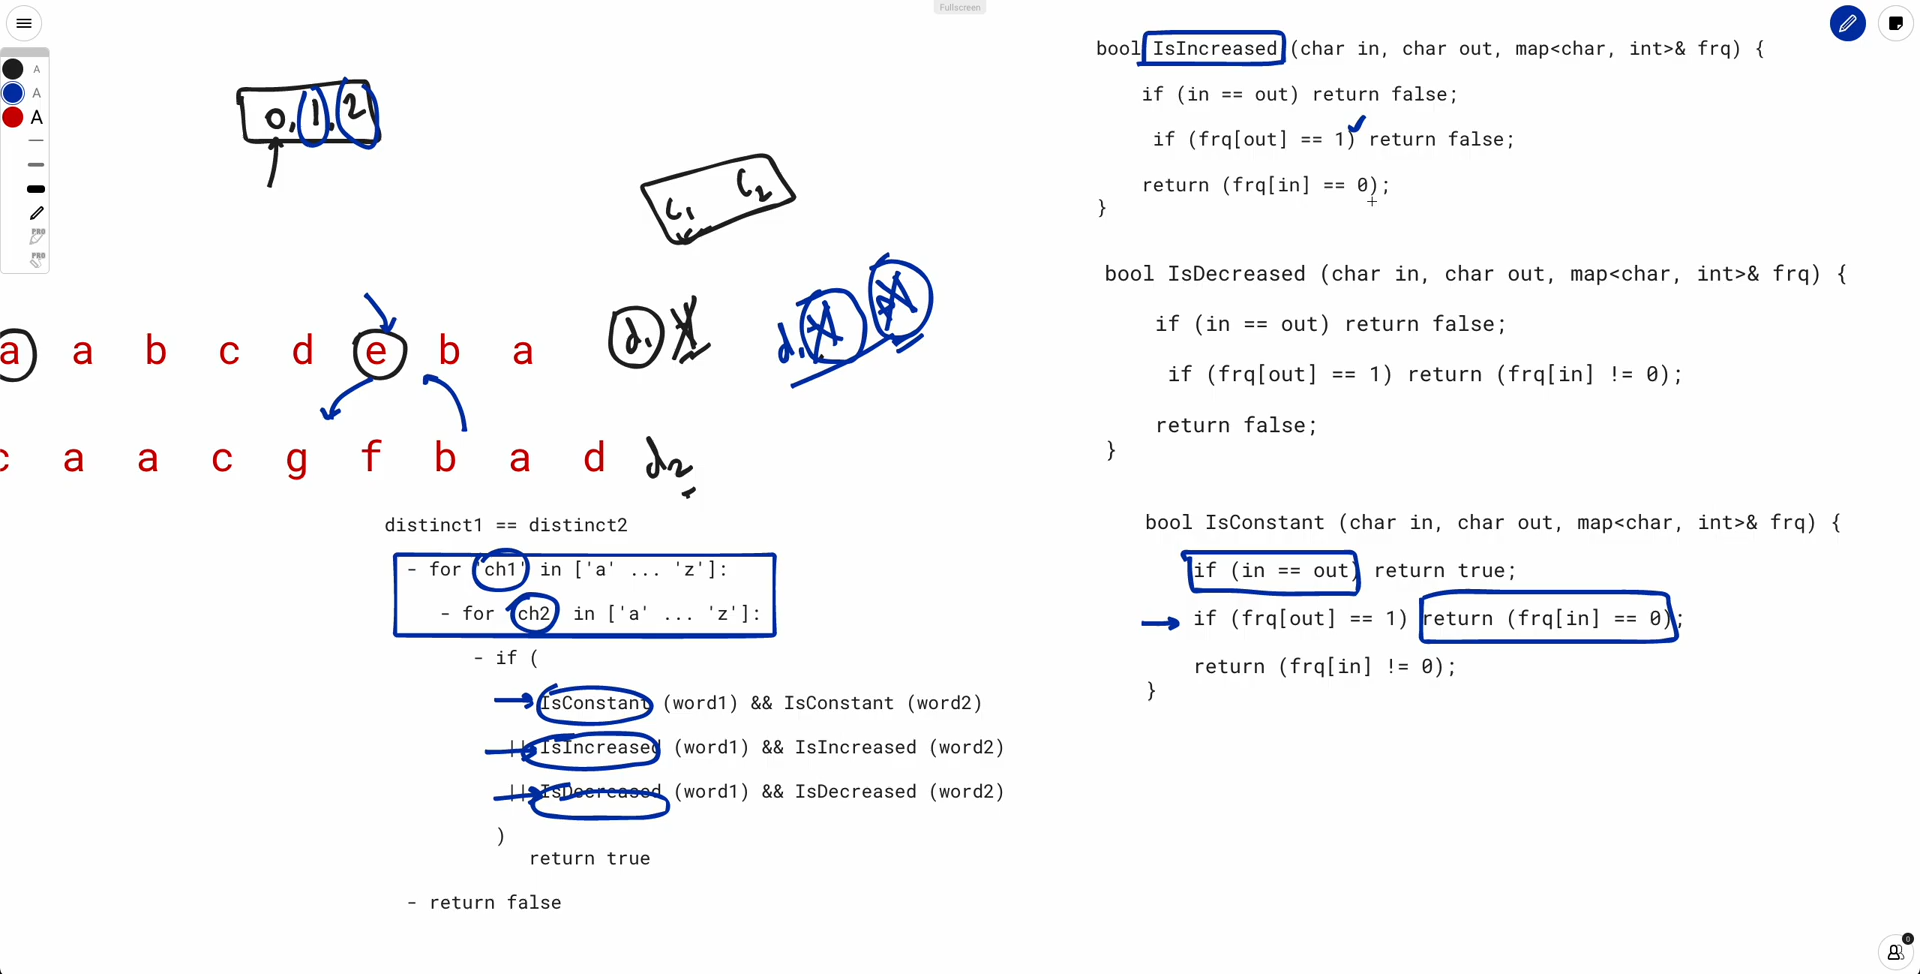 Fullscreen
A
A
A
PRO
PRO
0, 1, 2
C1 C2
a a b c d e b a d1
d1
c a a c g f b a d d2
distinct1 == distinct2
- for 'ch1' in ['a' ... 'z']:
- for 'ch2' in ['a' ... 'z']:
- if (
IsConstant (word1) && IsConstant (word2)
|| IsIncreased (word1) && IsIncreased (word2)
|| IsDecreased (word1) && IsDecreased (word2)
)
return true
- return false
bool IsIncreased (char in, char out, map<char, int>& frq) {
if (in == out) return false;
if (frq[out] == 1) return false;
return (frq[in] == 0);
}
bool IsDecreased (char in, char out, map<char, int>& frq) {
if (in == out) return false;
if (frq[out] == 1) return (frq[in] != 0);
return false;
}
bool IsConstant (char in, char out, map<char, int>& frq) {
if (in == out) return true;
if (frq[out] == 1) return (frq[in] == 0);
return (frq[in] != 0);
}
0